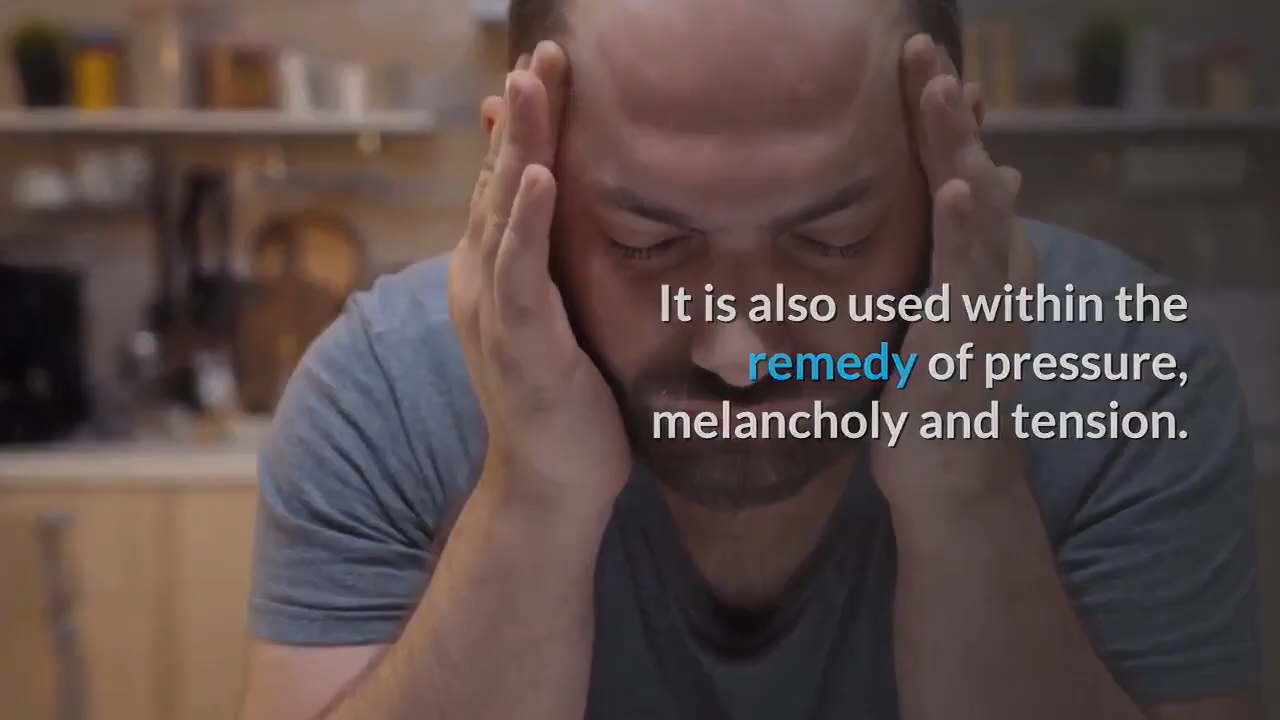 It is also used within the
remedy of pressure,
melancholy and tension.